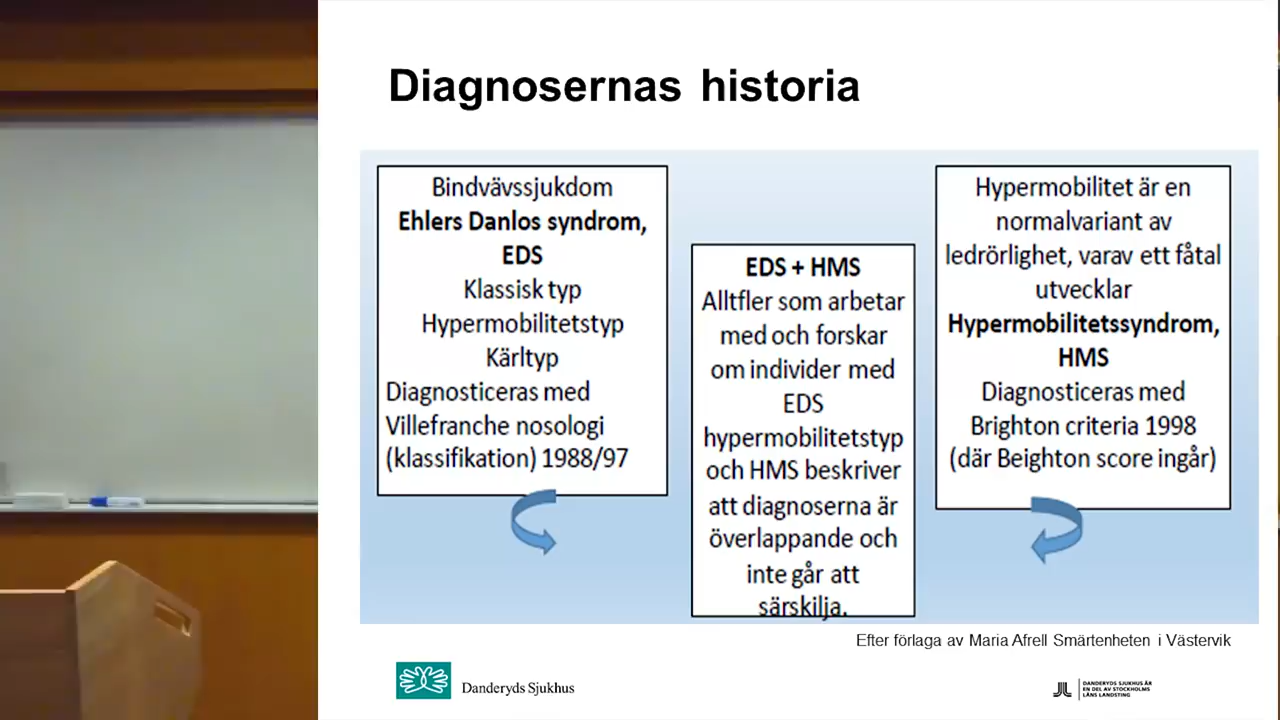 Diagnosernas historia
Bindvävssjukdom
Ehlers Danlos syndrom,
EDS
Klassisk typ
Hypermobilitetstyp
Kärltyp
Diagnosticeras med
Villefranche nosologi
(klassifikation) 1988/97
EDS + HMS
Alltfler som arbetar
med och forskar
om individer med
EDS
hypermobilitetstyp
och HMS beskriver
att diagnoserna är
överlappande och
inte går att
särskilja.
Hypermobilitet är en
normalvariant av
ledrörlighet, varav ett fåtal
utvecklar
Hypermobilitetssyndrom,
HMS
Diagnosticeras med
Brighton criteria 1998
(där Beighton score ingår)
Efter förlaga av Maria Afrell Smärtenheten i Västervik
Danderyds Sjukhus
DANDERYDS SJUKHUS ÄR
EN DEL AV STOCKHOLMS
LÄNS LANDSTING